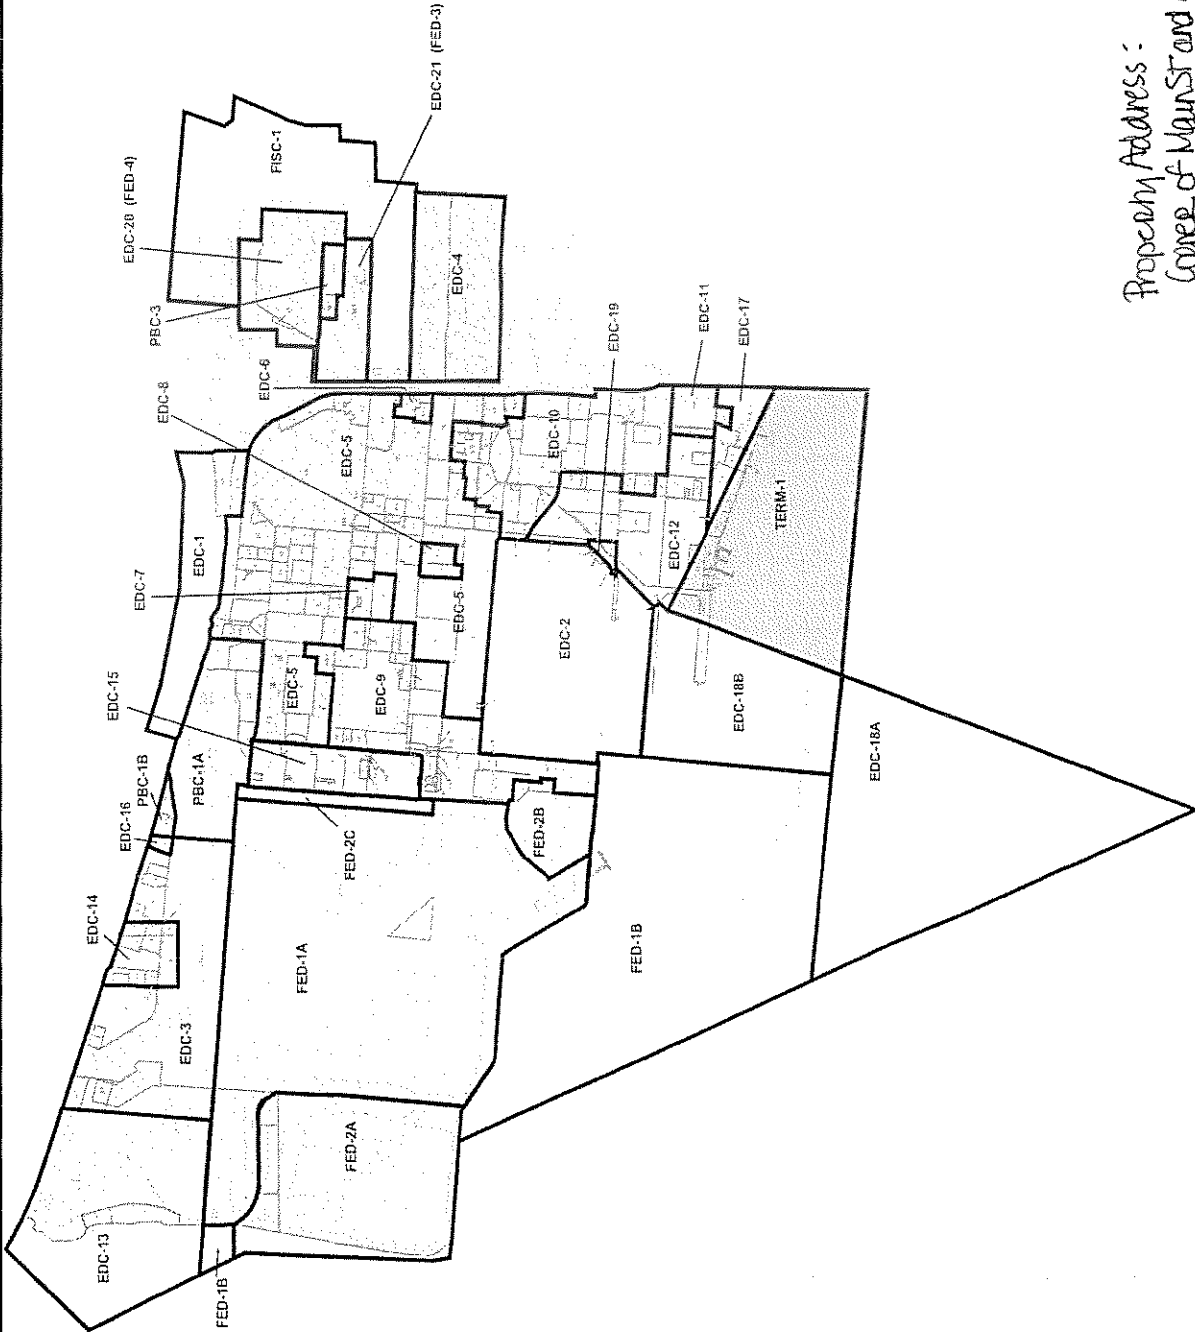 EDC-21 (FED-3)
FISC-1
EDC-20 (FED-4)
PBC-3
EDC-4
EDC-6
EDC-8
EDC-19
EDC-11
EDC-17
EDC-10
EDC-5
EDC-1
EDC-7
EDC-12
TERM-1
EDC-5
EDC-2
EDC-5
EDC-9
EDC-15
EDC-18B
EDC-18A
PBC-1B
PBC-1A
EDC-16
FED-2C
FED-2B
EDC-14
FED-1A
FED-1B
EDC-3
FED-2A
EDC-13
FED-1B
Property Address:
Corner of Main St and